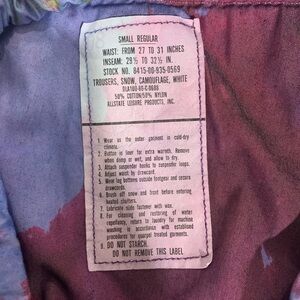 SMALL REGULAR
WAIST: FROM 27 TO 31 INCHES
INSEAM: 29½ TO 32½ IN.
STOCK NO. 8415-00-935-0569
TROUSERS, SNOW, CAMOUFLAGE, WHITE
50% COTTON/50% NYLON
ALLSTATE LEISURE PRODUCTS, INC.
1 Wear as the outer garment in cold-dry
climate.
2. Button in liner for extra warmth. Remove
when damp or wet, and allow to dry.
3. Attach suspender hooks to suspender loops.
4. Adjust waist by drawcord.
5. Wear leg bottoms outside footgear and secure
drawcords.
6. Brush off snow and frost before entering
heated shelters.
7. Lubricate slide fastener with wax.
8. For cleaning and restoring of water
repellency, return to laundry for machine
washing in accordance with established
procedures for quarpel treated garments.
9. DO NOT STARCH.
DO NOT REMOVE THIS LABEL